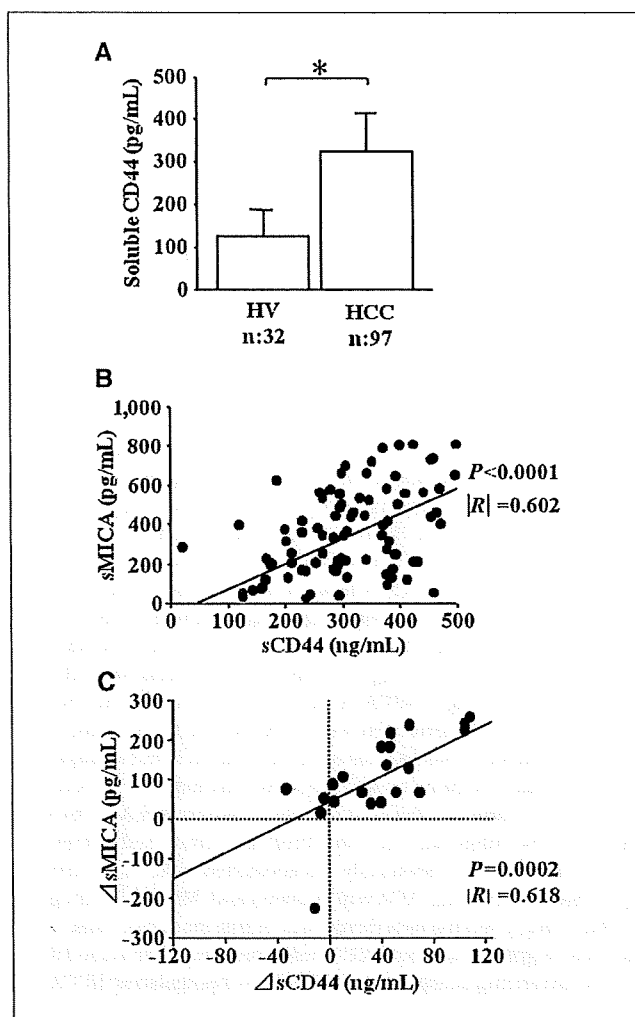 A
*
Soluble CD44 (pg/mL)
500
400
300
200
100
0
HV
n:32
HCC
n:97
B
sMICA (pg/mL)
1,000
800
600
400
200
0
P<0.0001
|R| =0.602
0
100
200
300
400
500
sCD44 (ng/mL)
C
⊿sMICA (pg/mL)
300
200
100
0
-100
-200
-300
P=0.0002
|R| =0.618
-120
-80
-40
0
40
80
120
⊿sCD44 (ng/mL)